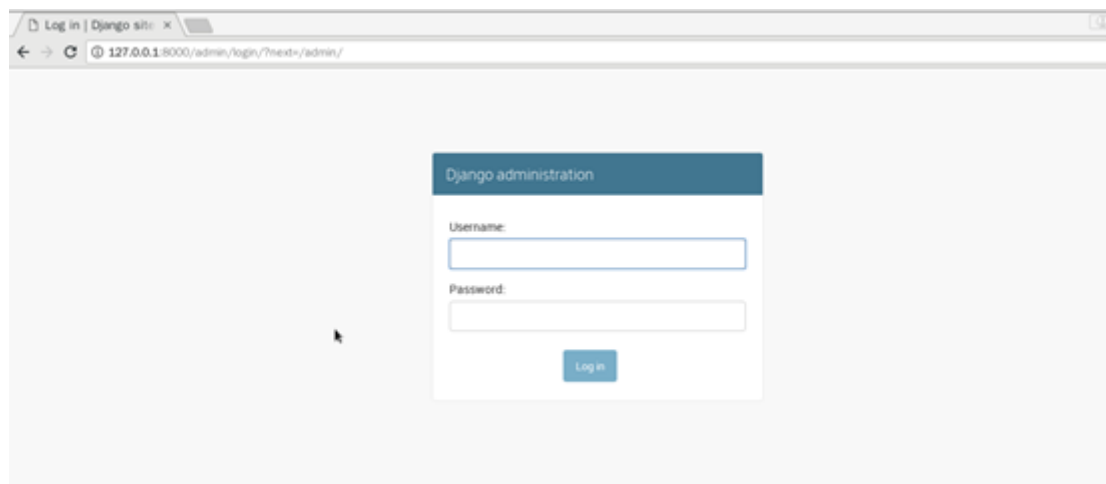 Log in | Django site
127.0.0.1:8000/admin/login/?next=/admin/
Django administration
Username:
Password:
Log in